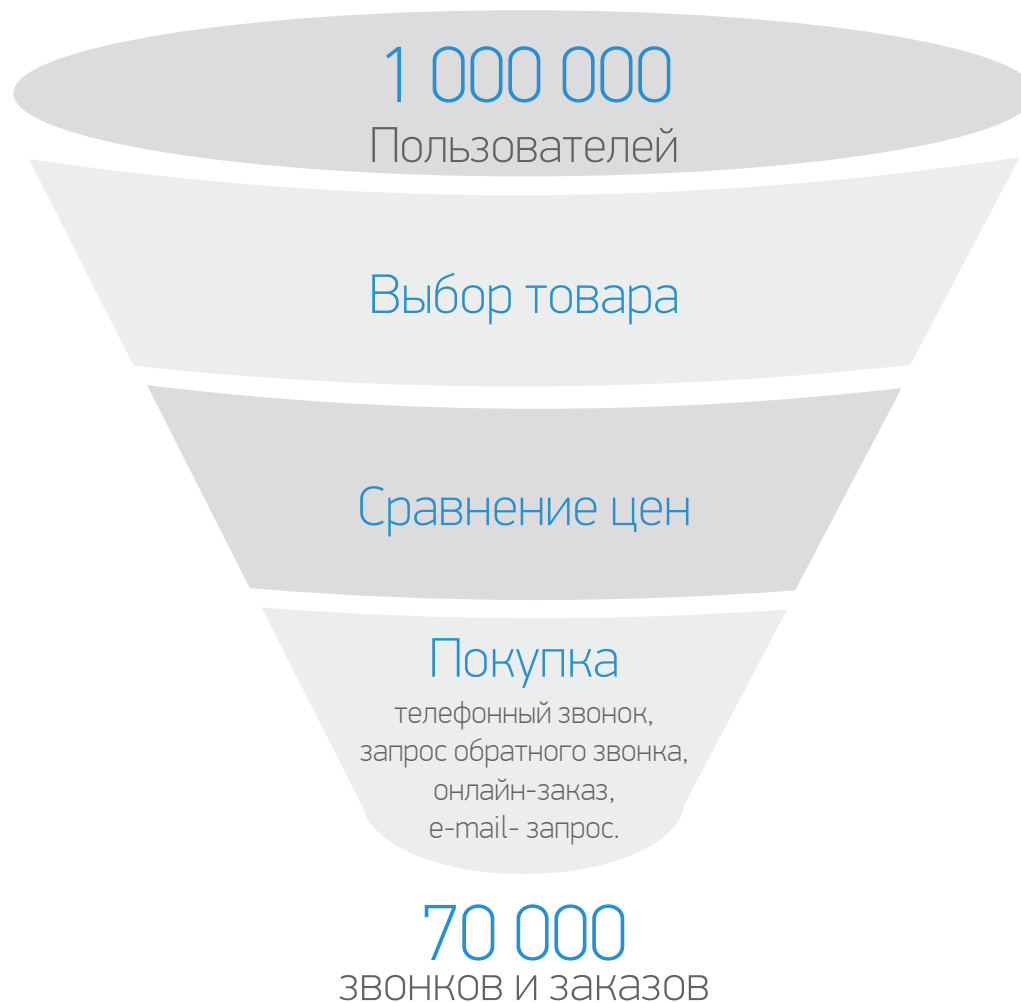 1 000 000
Пользователей
Выбор товара
Сравнение цен
Покупка
телефонный звонок,
запрос обратного звонка,
онлайн-заказ,
e-mail- запрос.
70 000
звонков и заказов